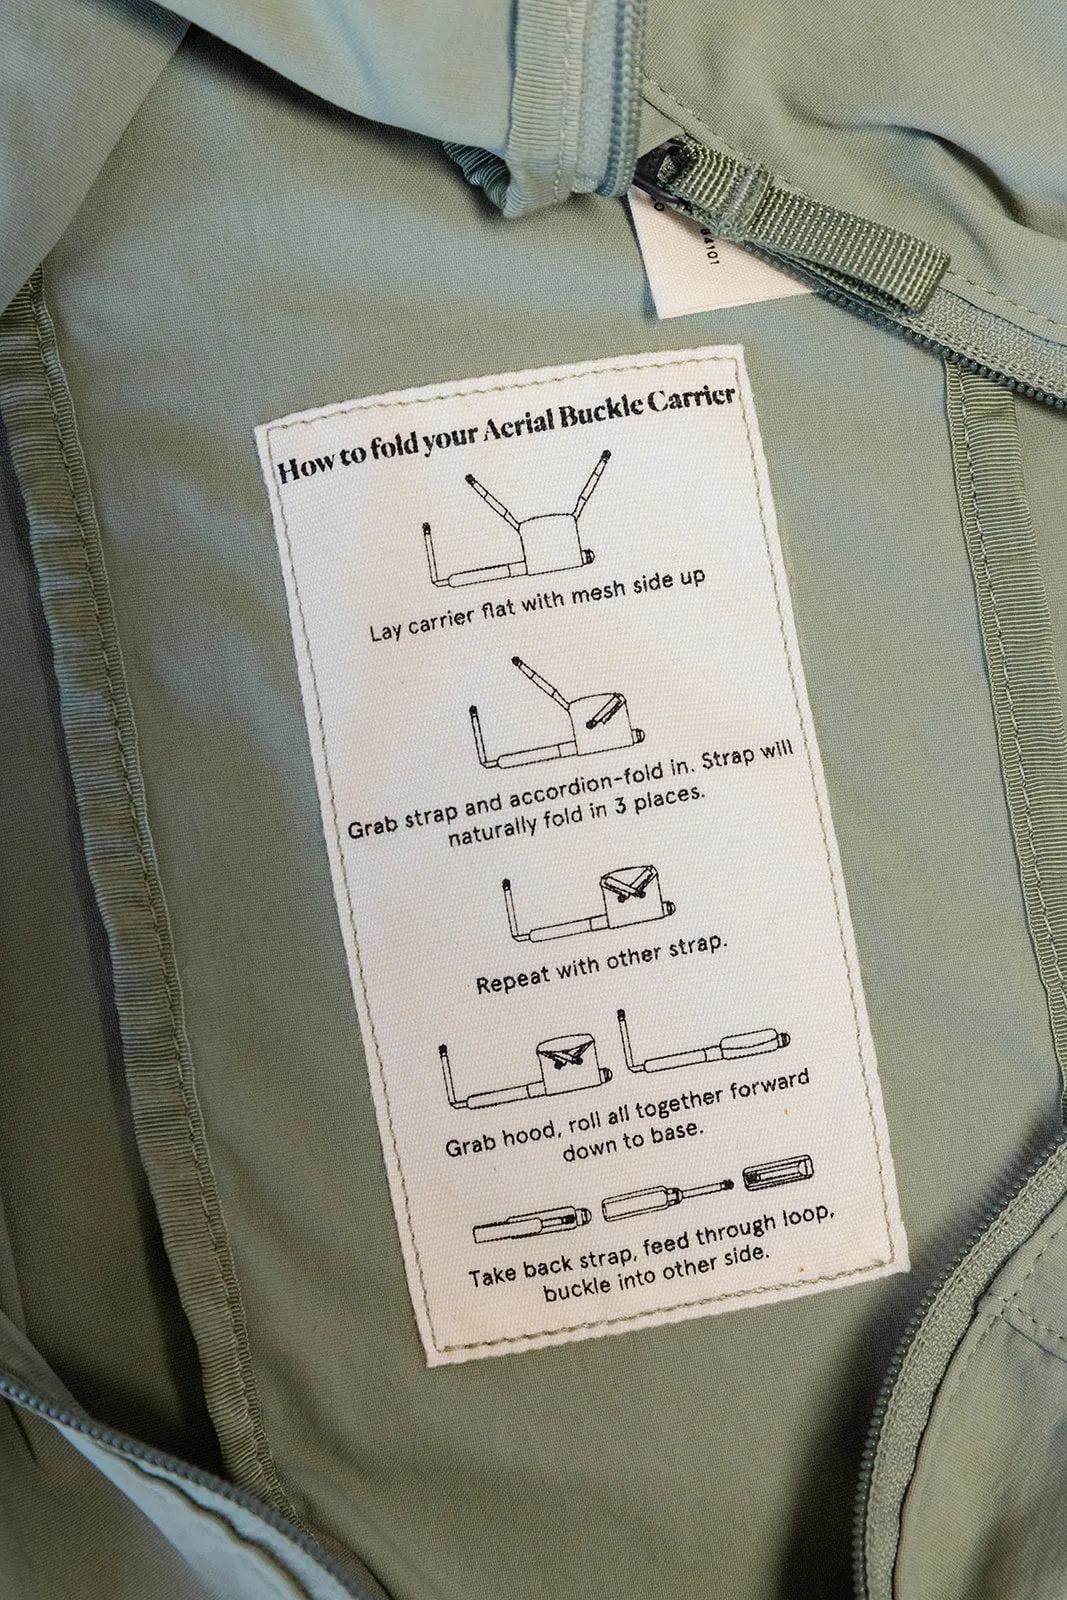 84101
How to fold your Aerial Buckle Carrier
Lay carrier flat with mesh side up
Grab strap and accordion-fold in. Strap will
naturally fold in 3 places.
Repeat with other strap.
Grab hood, roll all together forward
down to base.
Take back strap, feed through loop,
buckle into other side.